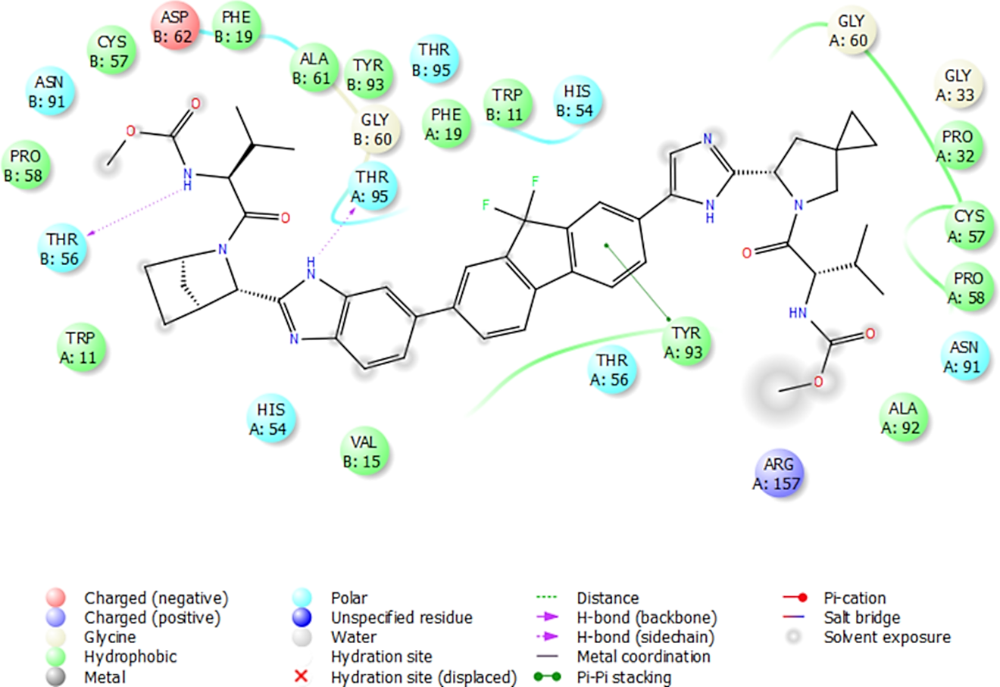 ASP
B: 62
PHE
B: 19
CYS
B: 57
ALA
B: 61
TYR
B: 93
THR
B: 95
ASN
B: 91
GLY
B: 60
PHE
A: 19
TRP
B: 11
HIS
B: 54
GLY
A: 60
GLY
A: 33
PRO
A: 32
PRO
B: 58
THR
A: 95
CYS
A: 57
THR
B: 56
PRO
A: 58
TRP
A: 11
TYR
A: 93
THR
A: 56
ASN
A: 91
HIS
A: 54
VAL
B: 15
ALA
A: 92
ARG
A: 157
O
O
N
H
O
N
H
N
N
F
F
N
N
H
N
O
HN
O
O
Charged (negative)
Charged (positive)
Glycine
Hydrophobic
Metal
Polar
Unspecified residue
Water
Hydration site
Hydration site (displaced)
Distance
H-bond (backbone)
H-bond (sidechain)
Metal coordination
Pi-Pi stacking
Pi-cation
Salt bridge
Solvent exposure